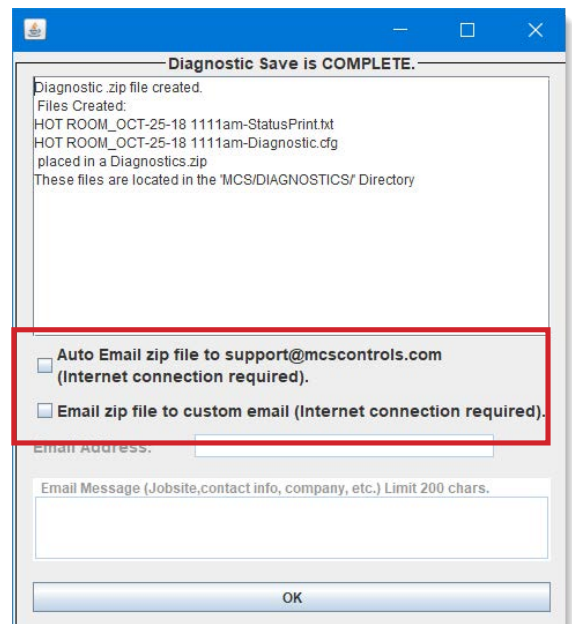 Diagnostic Save is COMPLETE.
Diagnostic .zip file created.
Files Created:
HOT ROOM_OCT-25-18 1111am-StatusPrint.txt
HOT ROOM_OCT-25-18 1111am-Diagnostic.cfg
placed in a Diagnostics.zip
These files are located in the 'MCS/DIAGNOSTICS/' Directory
Auto Email zip file to support@mcscontrols.com
(Internet connection required).
Email zip file to custom email (Internet connection required).
Email Address:
Email Message (Jobsite,contact info, company, etc.) Limit 200 chars.
OK